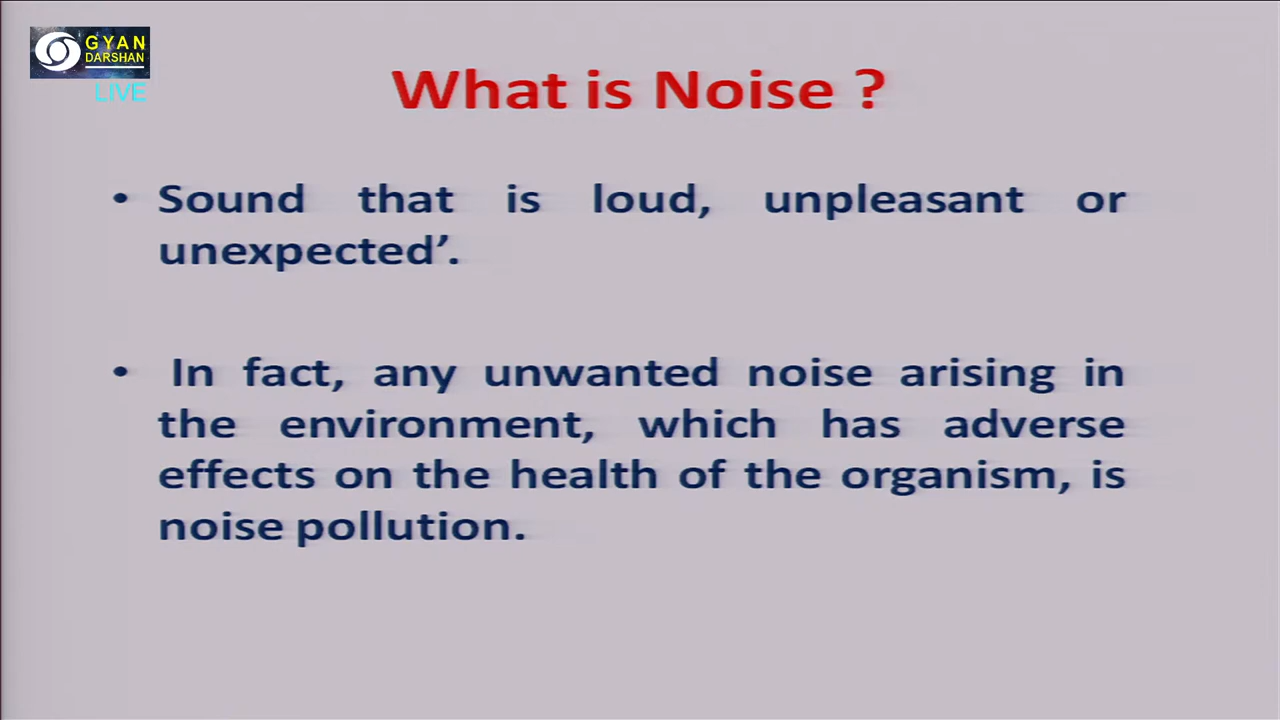 GYAN
DARSHAN
LIVE
What is Noise ?
• Sound that is loud, unpleasant or
unexpected’.
• In fact, any unwanted noise arising in
the environment, which has adverse
effects on the health of the organism, is
noise pollution.